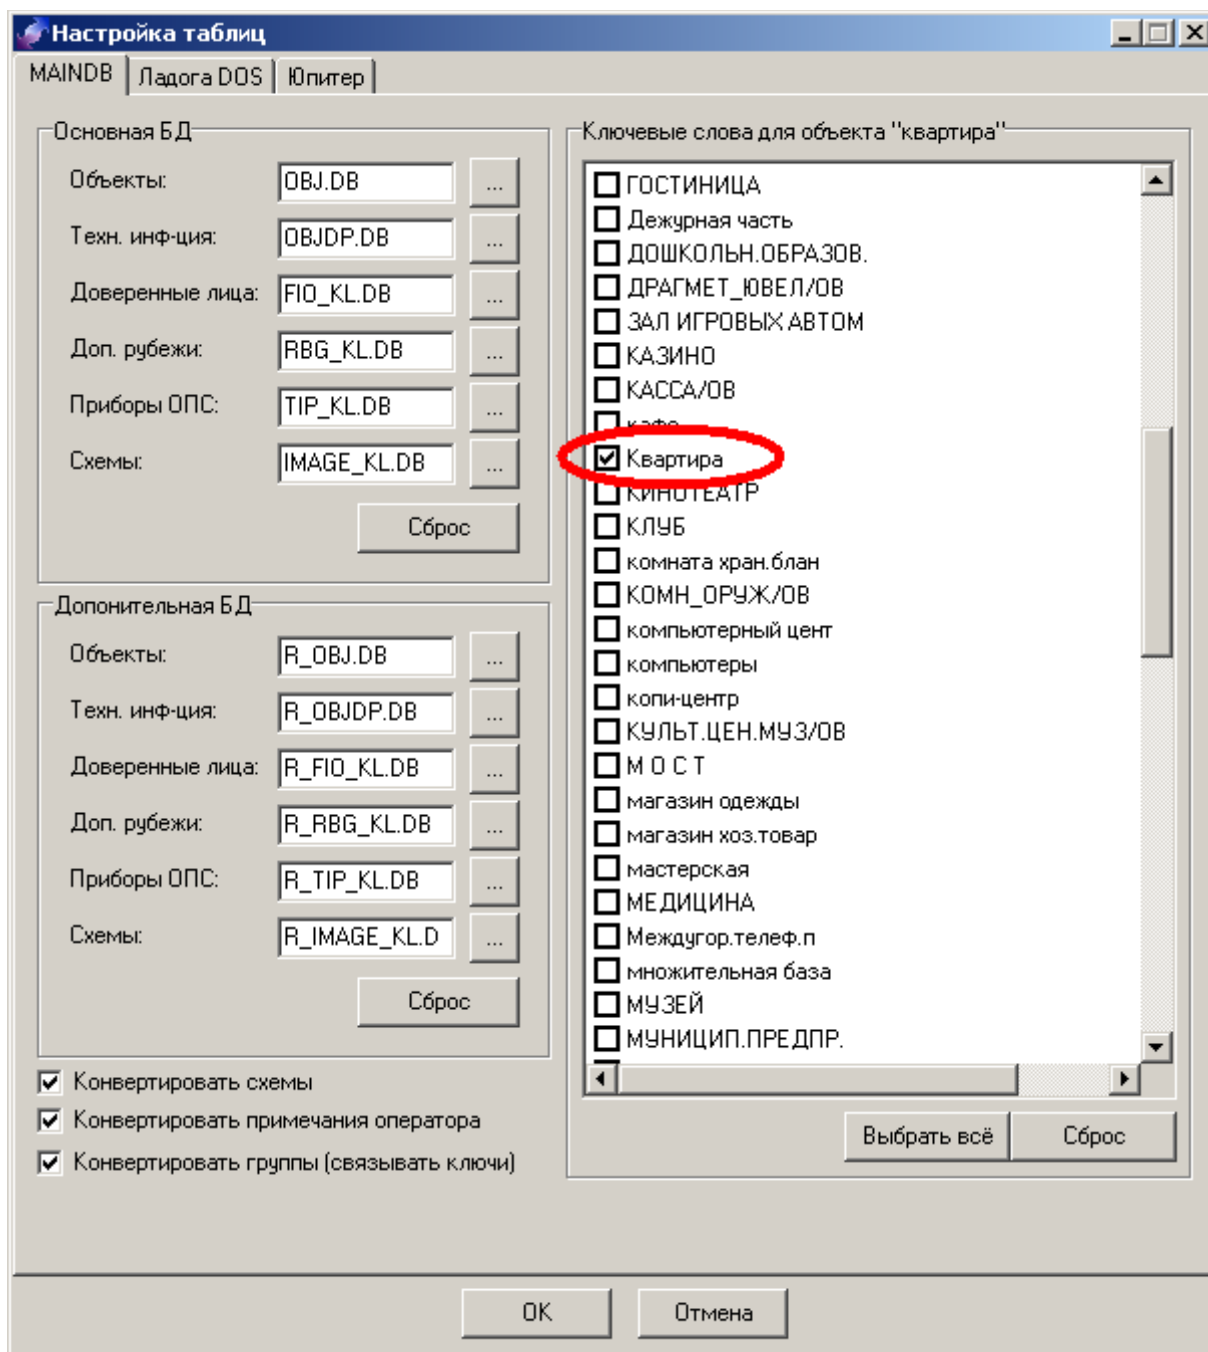 Настройка таблиц
MAINDB
Ладога DOS
Юпитер
Основная БД
Объекты:
OBJ.DB
...
Техн. инф-ция:
OBJDP.DB
...
Доверенные лица:
FIO_KL.DB
...
Доп. рубежи:
RBG_KL.DB
...
Приборы ОПС:
TIP_KL.DB
...
Схемы:
IMAGE_KL.DB
...
Сброс
Допонительная БД
Объекты:
R_OBJ.DB
...
Техн. инф-ция:
R_OBJDP.DB
...
Доверенные лица:
R_FIO_KL.DB
...
Доп. рубежи:
R_RBG_KL.DB
...
Приборы ОПС:
R_TIP_KL.DB
...
Схемы:
R_IMAGE_KL.D
...
Сброс
Конвертировать схемы
Конвертировать примечания оператора
Конвертировать группы (связывать ключи)
Ключевые слова для объекта "квартира"
ГОСТИНИЦА
Дежурная часть
ДОШКОЛЬН.ОБРАЗОВ.
ДРАГМЕТ_ЮВЕЛ/ОВ
ЗАЛ ИГРОВЫХ АВТОМ
КАЗИНО
КАССА/ОВ
кафе
Квартира
КИНОТЕАТР
КЛУБ
комната хран.блан
КОМН_ОРУЖ/ОВ
компьютерный цент
компьютеры
копи-центр
КУЛЬТ.ЦЕН.МУЗ/ОВ
М О С Т
магазин одежды
магазин хоз.товар
мастерская
МЕДИЦИНА
Междугор.телеф.п
множительная база
МУЗЕЙ
МУНИЦИП.ПРЕДПР.
Выбрать всё
Сброс
OK
Отмена